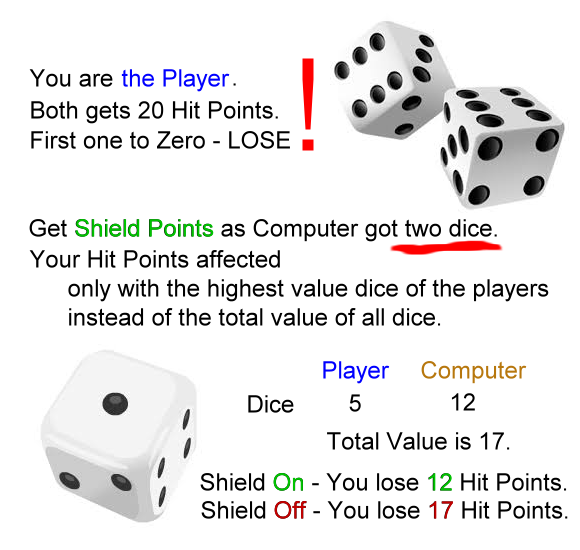 You are the Player.
Both gets 20 Hit Points.
First one to Zero - LOSE !
Get Shield Points as Computer got two dice.
Your Hit Points affected
only with the highest value dice of the players
instead of the total value of all dice.
Player Computer
Dice 5 12
Total Value is 17.
Shield On - You lose 12 Hit Points.
Shield Off - You lose 17 Hit Points.